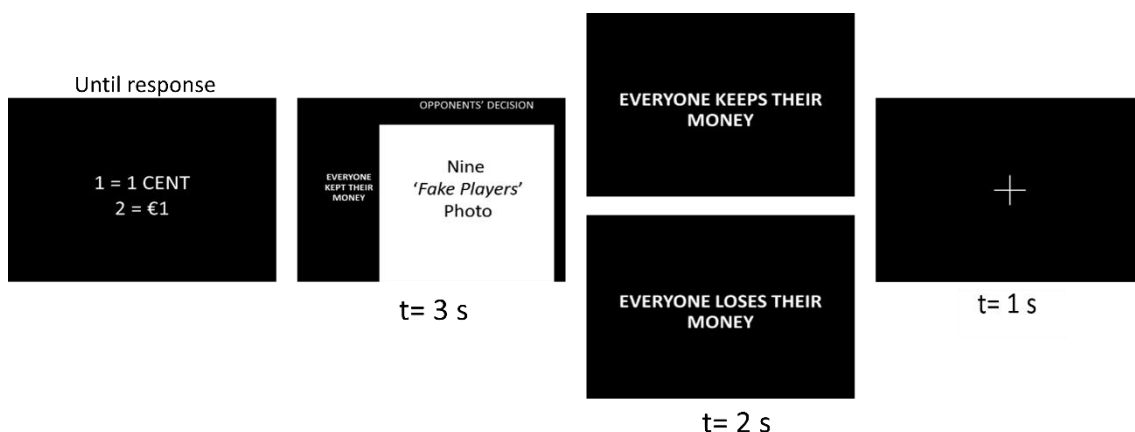 Until response
1 = 1 CENT
2 = €1
OPPONENTS' DECISION
EVERYONE
KEPT THEIR
MONEY
Nine
'Fake Players'
Photo
t= 3 s
EVERYONE KEEPS THEIR
MONEY
EVERYONE LOSES THEIR
MONEY
t= 2 s
t= 1 s